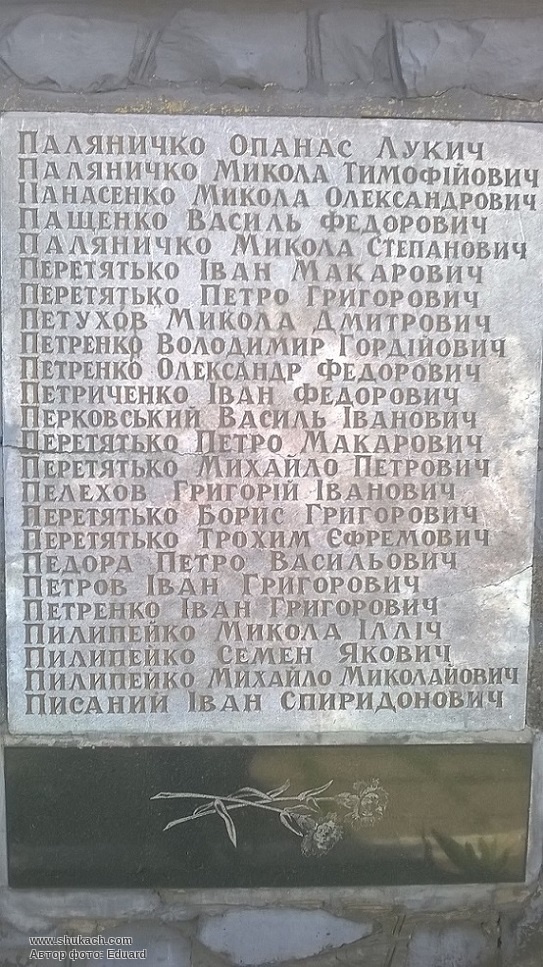 Паляничко Опанас Лукич
Паляничко Микола Тимофійович
Панасенко Микола Олександрович
Пащенко Василь Федорович
Паляничко Микола Степанович
Перетятько Іван Макарович
Перетятько Петро Григорович
Петухов Микола Дмитрович
Петренко Володимир Гордійович
Петренко Олександр Федорович
Петриченко Іван Федорович
Перковський Василь Іванович
Перетятько Петро Макарович
Перетятько Михайло Петрович
Пелехов Григорій Іванович
Перетятько Борис Григорович
Перетятько Трохим Єфремович
Педора Петро Васильович
Петров Іван Григорович
Петренко Іван Григорович
Пилипейко Микола Ілліч
Пилипейко Семен Якович
Пилипейко Михайло Миколайович
Писаний Іван Спиридонович
www.shukach.com
Автор фото: Eduard